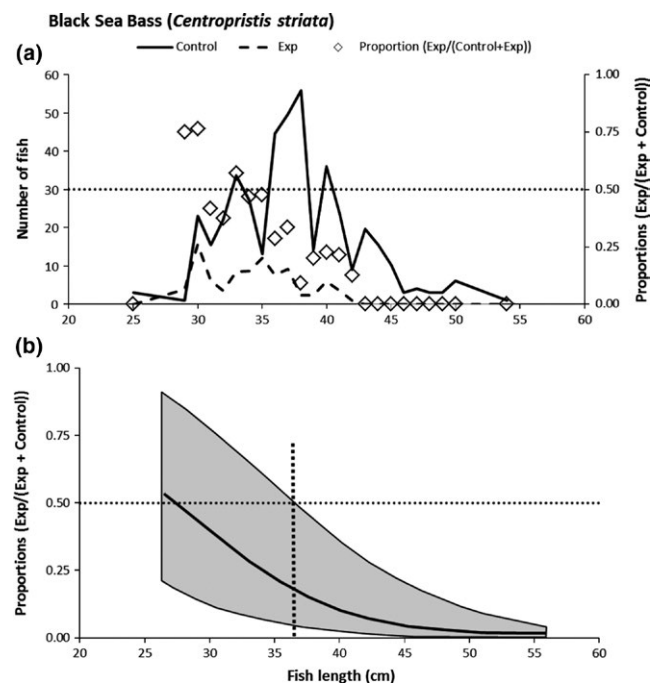 Black Sea Bass (Centropristis striata)
(a)
Control Exp Proportion (Exp/(Control+Exp))
Number of fish
60
50
40
30
20
10
0
1.00
0.75
0.50
0.25
0.00
Proportions (Exp/(Exp + Control))
20 25 30 35 40 45 50 55 60
(b)
Proportions (Exp/(Exp + Control))
1.00
0.75
0.50
0.25
0.00
20 25 30 35 40 45 50 55 60
Fish length (cm)